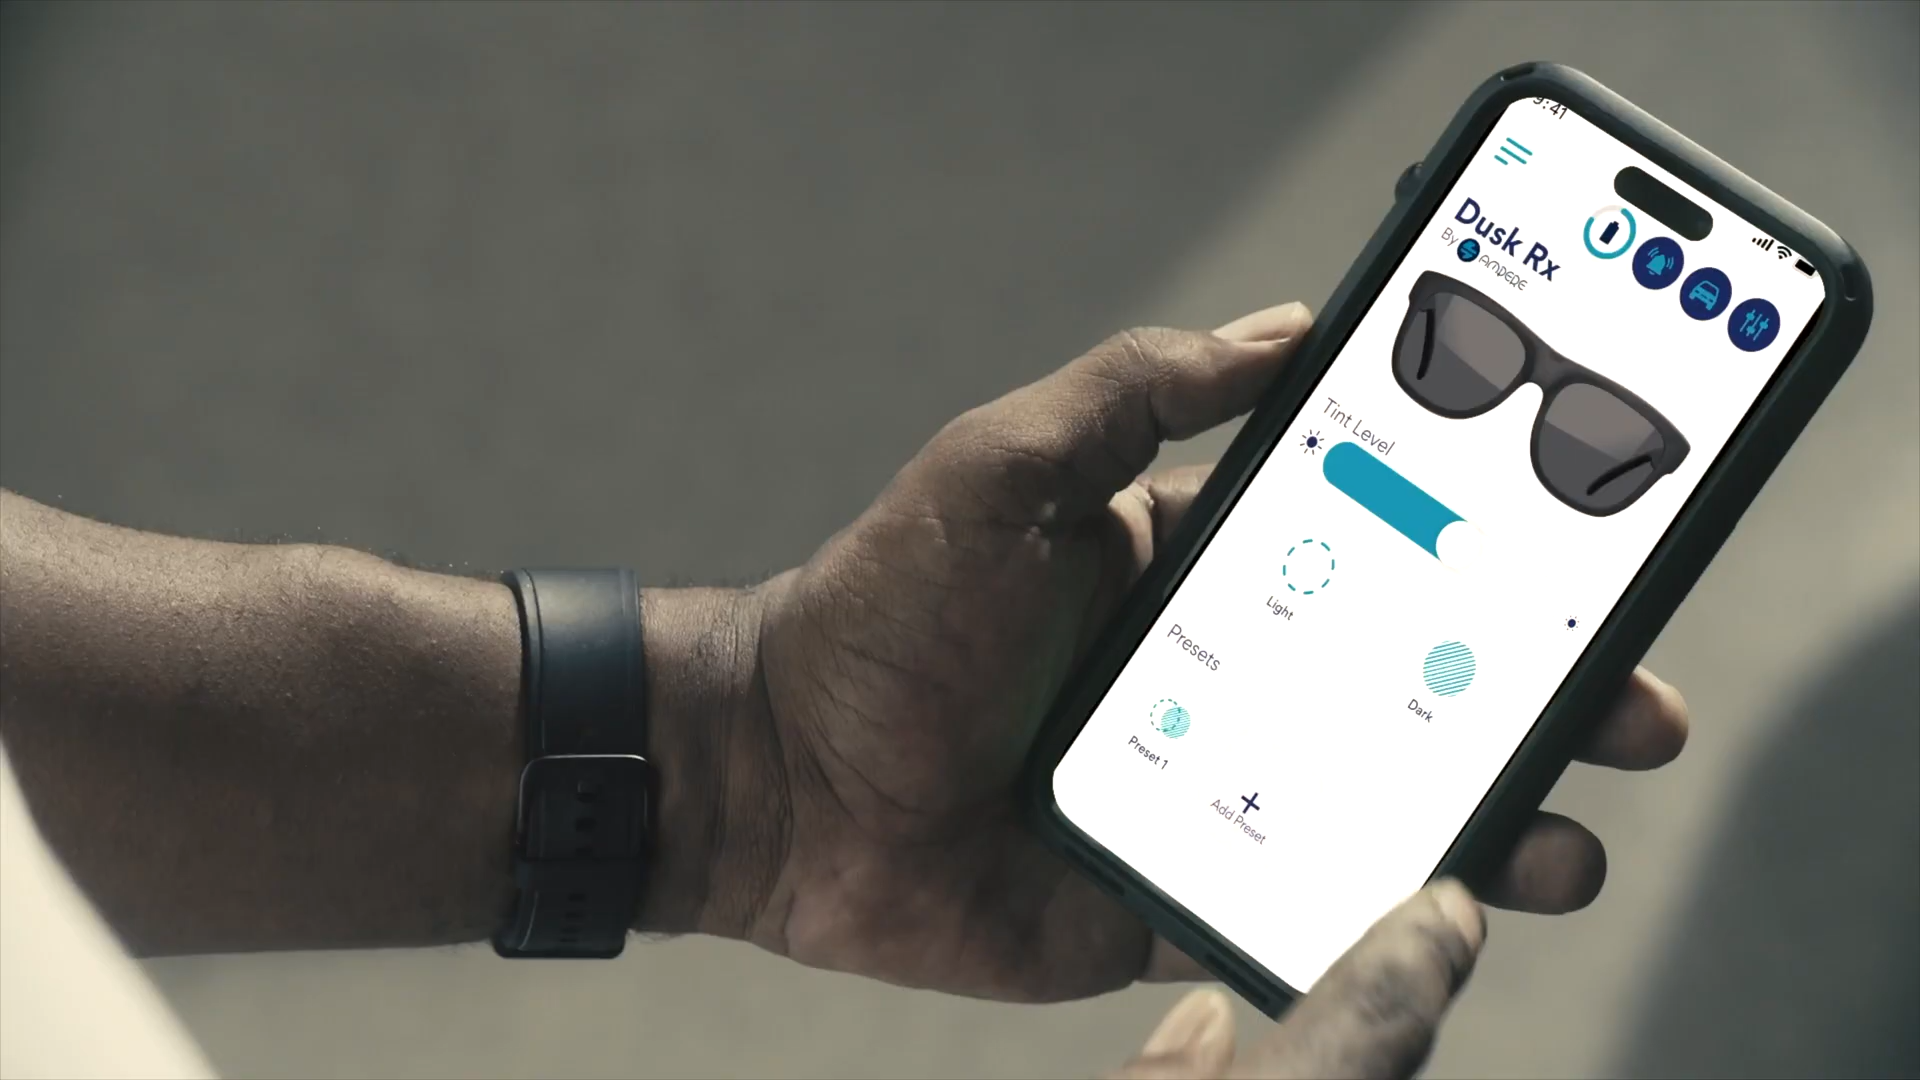 9:41
Dusk Rx
By AMPERE
Tint Level
Light
Dark
Presets
Preset 1
Add Preset